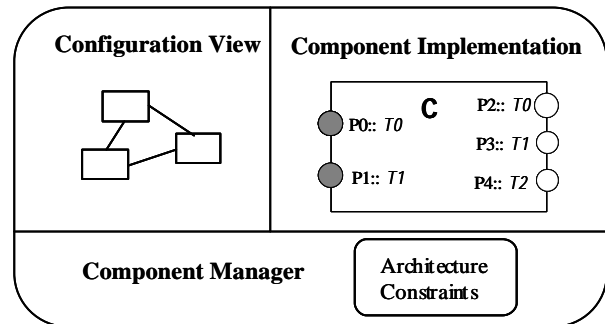 Configuration View
Component Implementation
C
P0:: T0
P1:: T1
P2:: T0
P3:: T1
P4:: T2
Component Manager
Architecture
Constraints